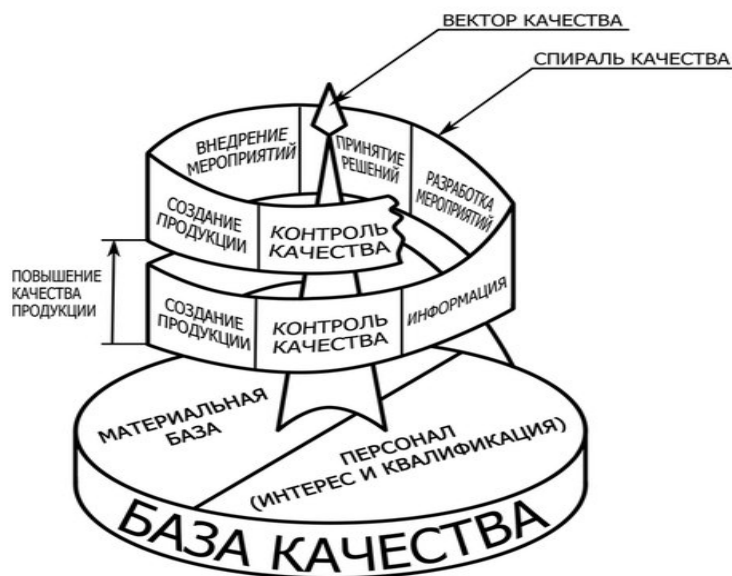 ВЕКТОР КАЧЕСТВА
СПИРАЛЬ КАЧЕСТВА
ВНЕДРЕНИЕ
МЕРОПРИЯТИЙ
ПРИНЯТИЕ
РЕШЕНИЙ
РАЗРАБОТКА
МЕРОПРИЯТИЙ
СОЗДАНИЕ
ПРОДУКЦИИ
КОНТРОЛЬ
КАЧЕСТВА
ПОВЫШЕНИЕ
КАЧЕСТВА
ПРОДУКЦИИ
СОЗДАНИЕ
ПРОДУКЦИИ
КОНТРОЛЬ
КАЧЕСТВА
ИНФОРМАЦИЯ
МАТЕРИАЛЬНАЯ
БАЗА
ПЕРСОНАЛ
(ИНТЕРЕС И КВАЛИФИКАЦИЯ)
БАЗА КАЧЕСТВА